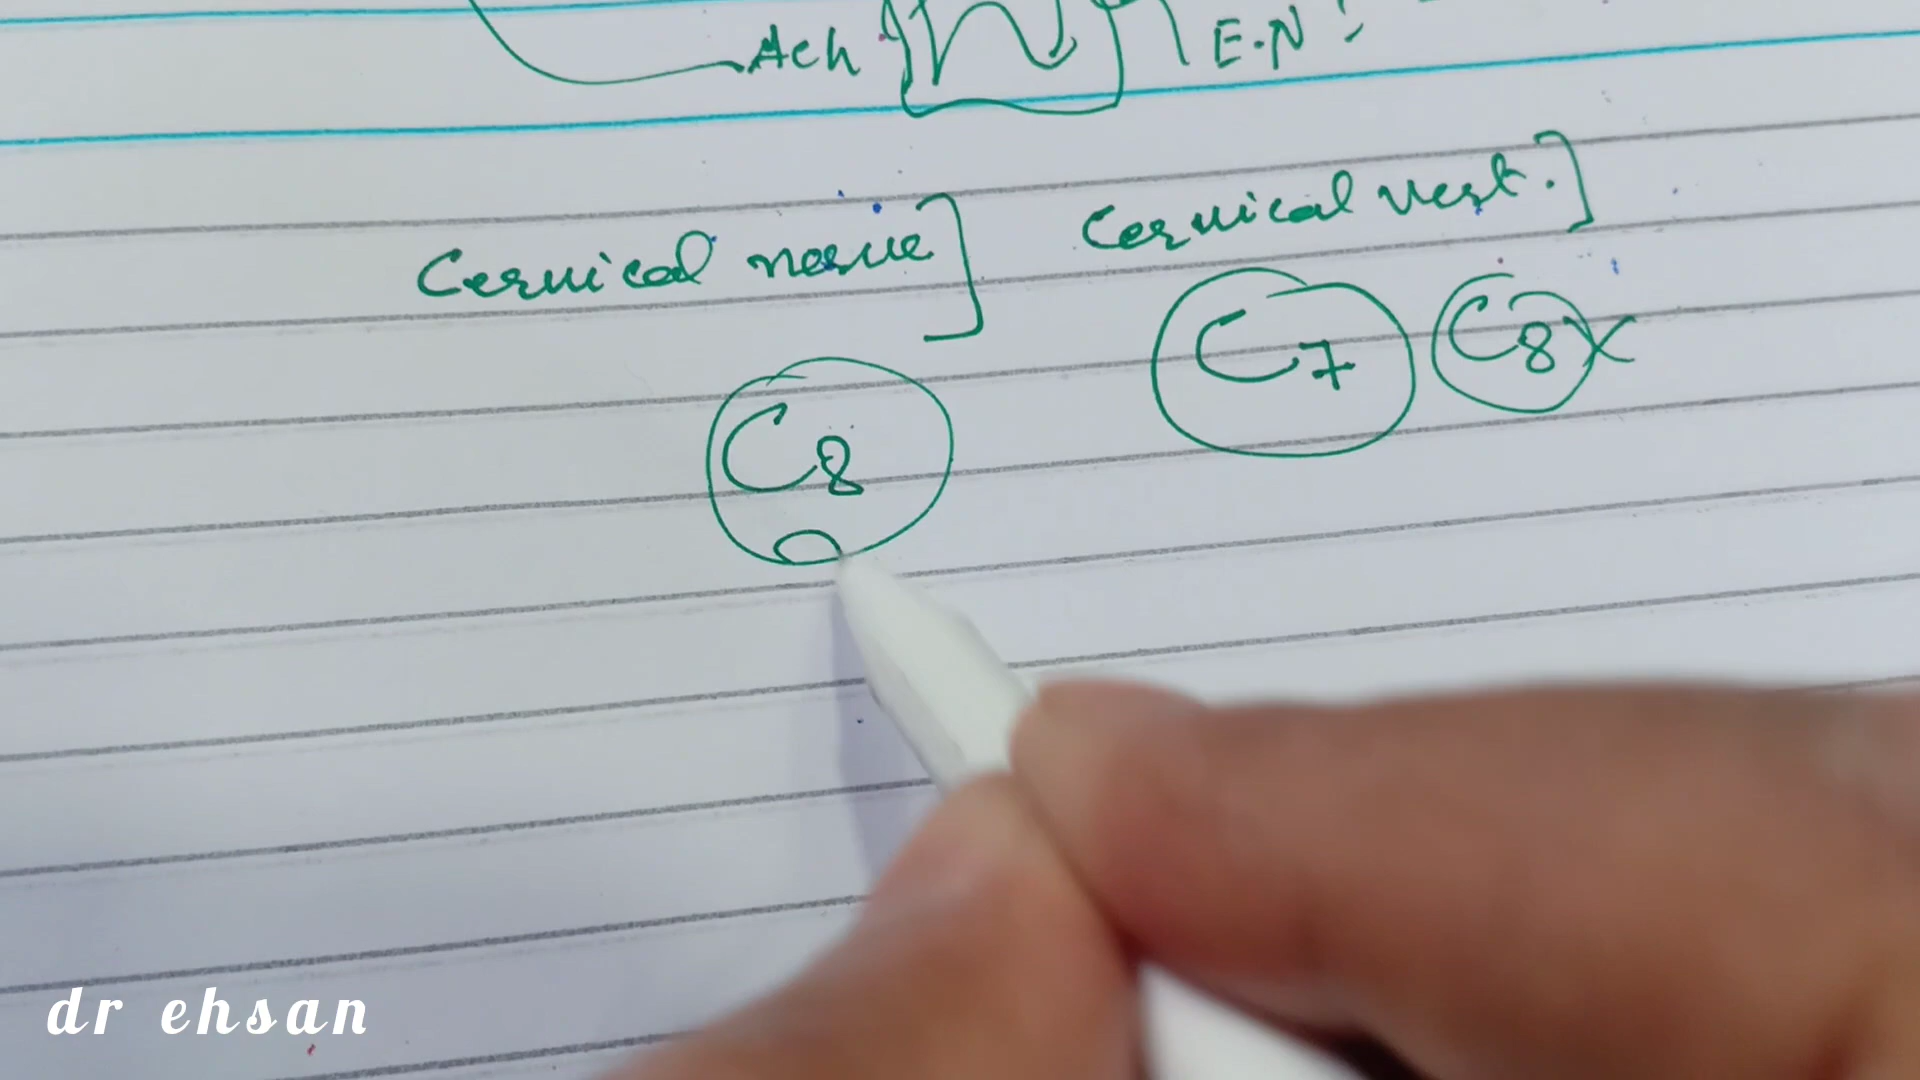 Ach E.N
Cervical nerve Cervical vert.
C8 C7 C8 X
dr ehsan